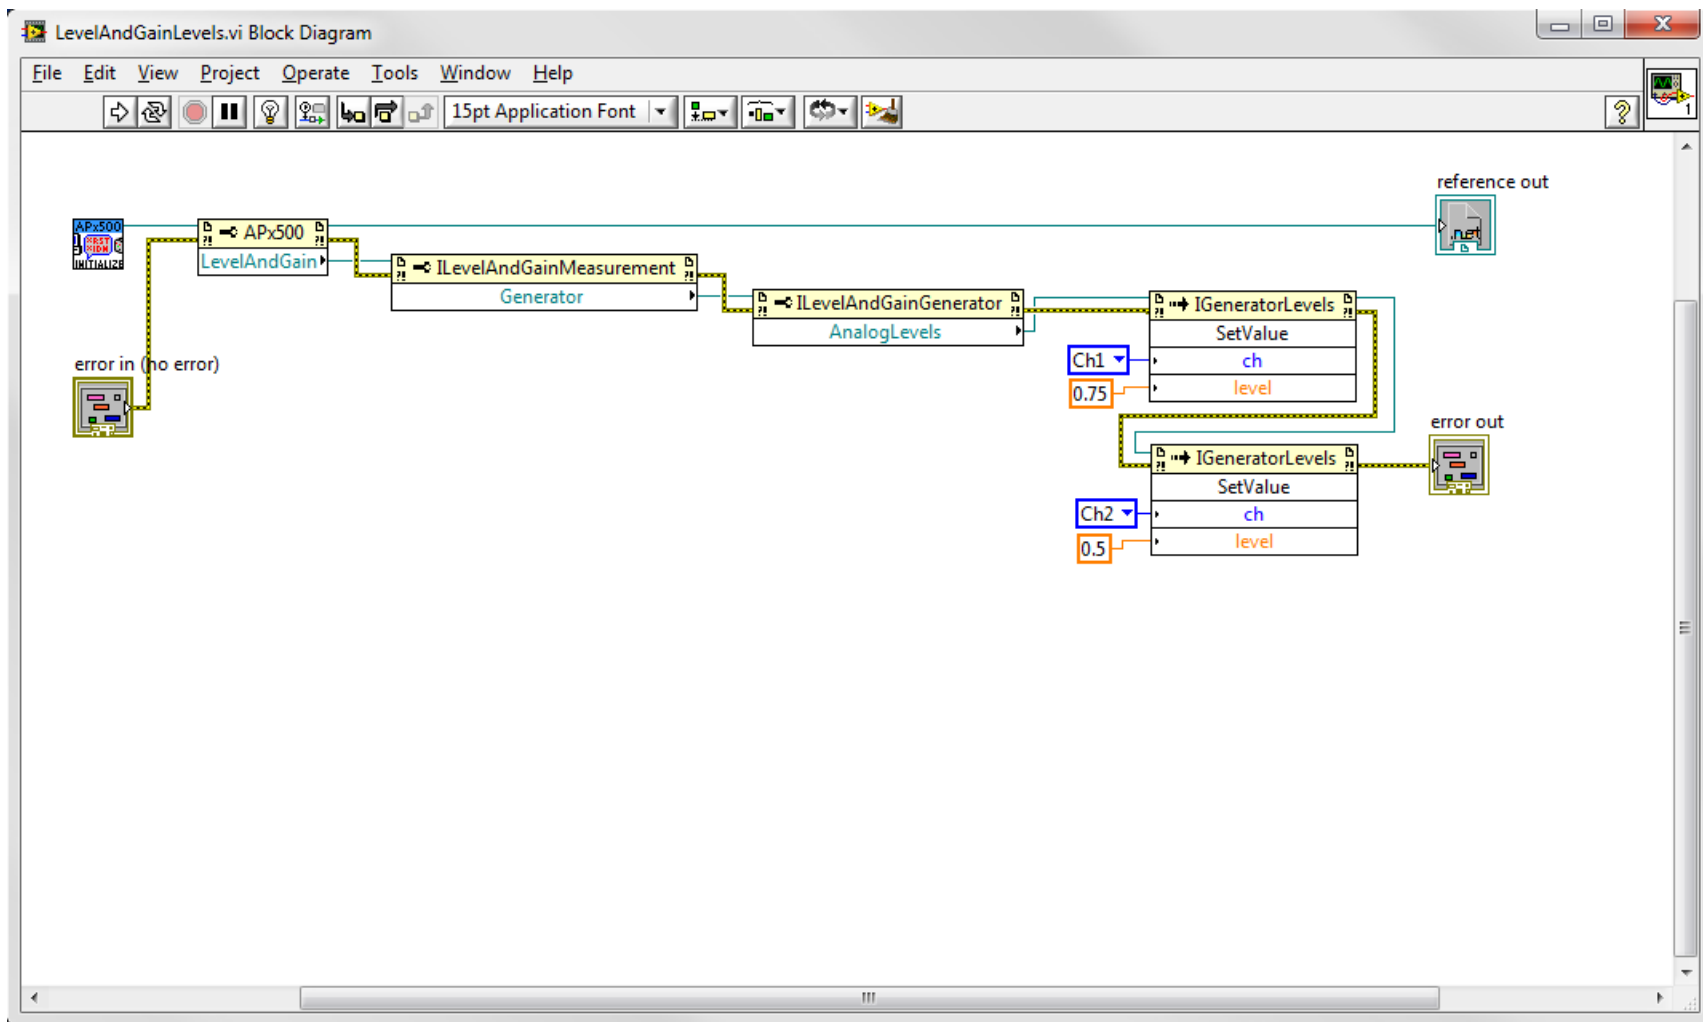 LevelAndGainLevels.vi Block Diagram
File Edit View Project Operate Tools Window Help
15pt Application Font
1
reference out
APx500
INITIALIZE
APx500
LevelAndGain
.net
ILevelAndGainMeasurement
Generator
ILevelAndGainGenerator
AnalogLevels
IGeneratorLevels
SetValue
Ch1 ch
0.75 level
error in (no error)
error out
IGeneratorLevels
SetValue
Ch2 ch
0.5 level